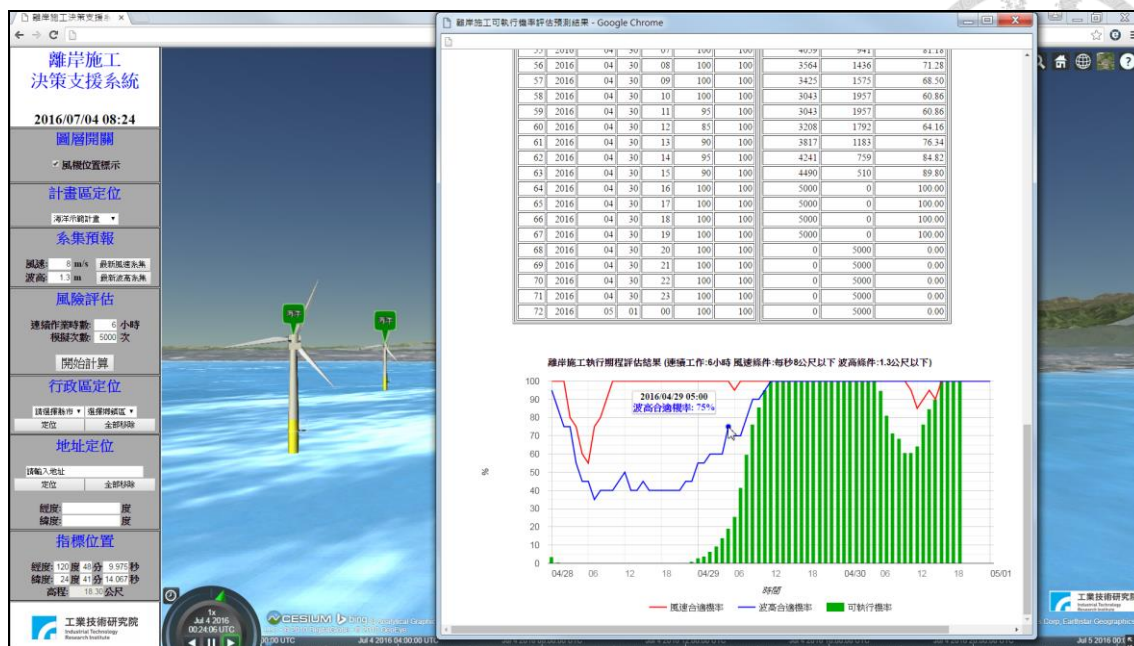 離岸施工決策支援系統 ×
離岸施工
決策支援系統
2016/07/04 08:24
圖層開關
風機位置標示
計畫區定位
海洋示範計畫
系集預報
風速: 8 m/s 最新風速系集
波高: 1.3 m 最新波高系集
風險評估
連續作業時數: 6 小時
模擬次數: 5000 次
開始計算
行政區定位
請選擇縣市 選擇鄉鎮區
定位 全部移除
地址定位
請輸入地址
定位 全部移除
經度: 度
緯度: 度
指標位置
經度: 120 度 48 分 9.975 秒
緯度: 24 度 41 分 14.067 秒
高程: 18.30 公尺
工業技術研究院
Industrial Technology
Research Institute
海洋
海洋
1x
Jul 4 2016
00:24:06 UTC
CESIUM bing
Jul 4 2016 04:00:00 UTC
離岸施工可執行機率評估預測結果 - Google Chrome
55 2016 04 30 07 100 100 4059 941 81.18
56 2016 04 30 08 100 100 3564 1436 71.28
57 2016 04 30 09 100 100 3425 1575 68.50
58 2016 04 30 10 100 100 3043 1957 60.86
59 2016 04 30 11 95 100 3043 1957 60.86
60 2016 04 30 12 85 100 3208 1792 64.16
61 2016 04 30 13 90 100 3817 1183 76.34
62 2016 04 30 14 95 100 4241 759 84.82
63 2016 04 30 15 90 100 4490 510 89.80
64 2016 04 30 16 100 100 5000 0 100.00
65 2016 04 30 17 100 100 5000 0 100.00
66 2016 04 30 18 100 100 5000 0 100.00
67 2016 04 30 19 100 100 5000 0 100.00
68 2016 04 30 20 100 100 0 5000 0.00
69 2016 04 30 21 100 100 0 5000 0.00
70 2016 04 30 22 100 100 0 5000 0.00
71 2016 04 30 23 100 100 0 5000 0.00
72 2016 05 01 00 100 100 0 5000 0.00
離岸施工執行期程評估結果 (連續工作:6小時 風速條件:每秒8公尺以下 波高條件:1.3公尺以下)
100
90
80
70
60
50
40
30
20
10
0
%
2016/04/29 05:00
波高合適機率: 75%
04/28 06 12 18 04/29 06 12 18 04/30 06 12 18 05/01
時間
風速合適機率 波高合適機率 可執行機率
工業技術研究院
Industrial Technology
Research Institute
Corp, Earthstar Geographics